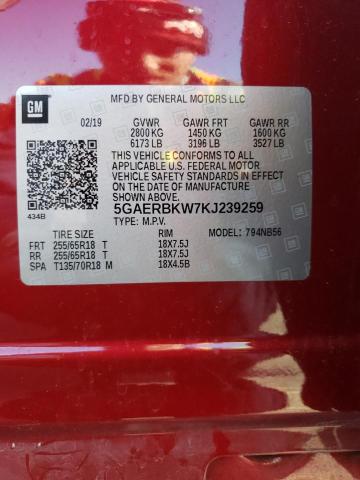 GM
MFD BY GENERAL MOTORS LLC
02/19 GVWR GAWR FRT GAWR RR
2800 KG 1450 KG 1600 KG
6173 LB 3196 LB 3527 LB
THIS VEHICLE CONFORMS TO ALL
APPLICABLE U.S. FEDERAL MOTOR
VEHICLE SAFETY STANDARDS IN
EFFECT ON THE DATE OF MANUFACTURE
SHOWN ABOVE.
434B
5GAERBKW7KJ239259
TYPE: M.P.V. MODEL: 794NB56
TIRE SIZE RIM
FRT 255/65R18 T 18X7.5J
RR 255/65R18 T 18X7.5J
SPA T135/70R18 M 18X4.5B